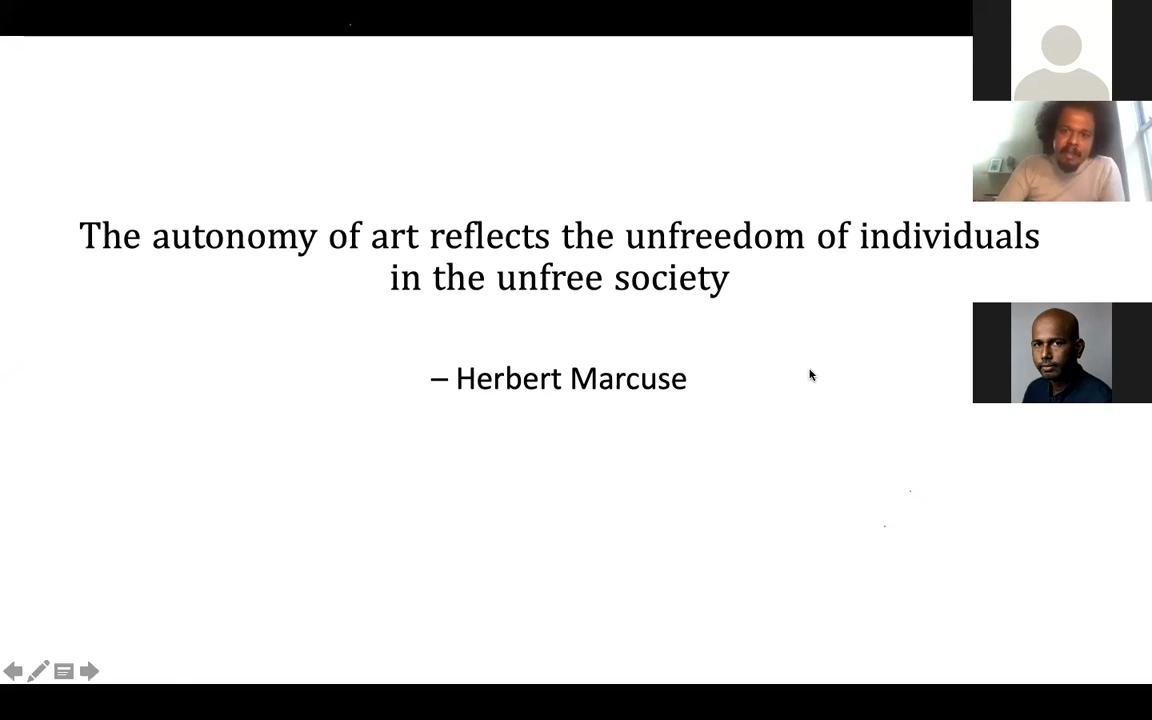 The autonomy of art reflects the unfreedom of individuals
in the unfree society
– Herbert Marcuse